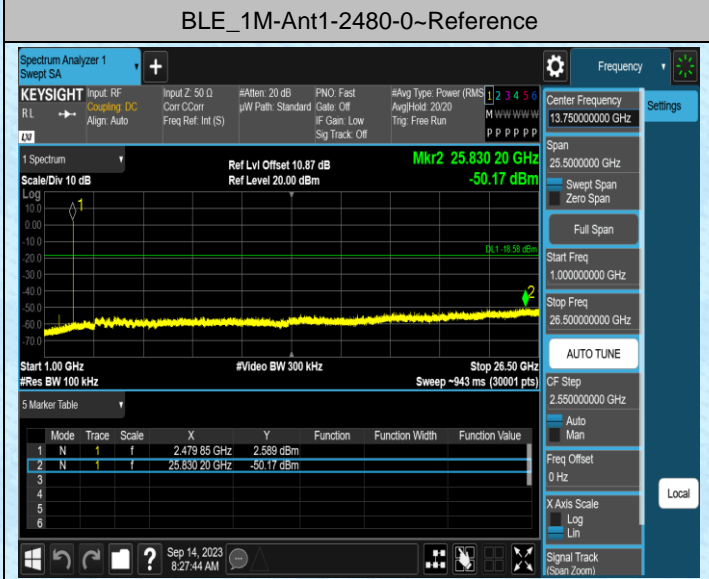 BLE_1M-Ant1-2480-0~Reference
Spectrum Analyzer 1
Swept SA
Frequency
KEYSIGHT
RL
Input: RF
Coupling: DC
Align: Auto
Input Z: 50 Ω
Corr CCorr
Freq Ref: Int (S)
#Atten: 20 dB
µW Path: Standard
PNO: Fast
Gate: Off
IF Gain: Low
Sig Track: Off
#Avg Type: Power (RMS
Avg|Hold: 20/20
Trig: Free Run
1 2 3 4 5 6
M W W W W W
P P P P P P
LXI
Center Frequency
13.750000000 GHz
Settings
Span
25.5000000 GHz
Swept Span
Zero Span
Full Span
Start Freq
1.000000000 GHz
Stop Freq
26.500000000 GHz
AUTO TUNE
CF Step
2.550000000 GHz
Auto
Man
Freq Offset
0 Hz
X Axis Scale
Log
Lin
Signal Track
(Span Zoom)
Local
1 Spectrum
Scale/Div 10 dB
Log
Ref Lvl Offset 10.87 dB
Ref Level 20.00 dBm
Mkr2 25.830 20 GHz
-50.17 dBm
10.0
0.00
-10.0
-20.0
-30.0
-40.0
-50.0
-60.0
-70.0
1
DL1 -18.58 dBm
2
Start 1.00 GHz
#Video BW 300 kHz
Stop 26.50 GHz
#Res BW 100 kHz
Sweep ~943 ms (30001 pts)
5 Marker Table
Mode Trace Scale X Y Function Function Width Function Value
1 N 1 f 2.479 85 GHz 2.589 dBm
2 N 1 f 25.830 20 GHz -50.17 dBm
3
4
5
6
?
Sep 14, 2023
8:27:44 AM